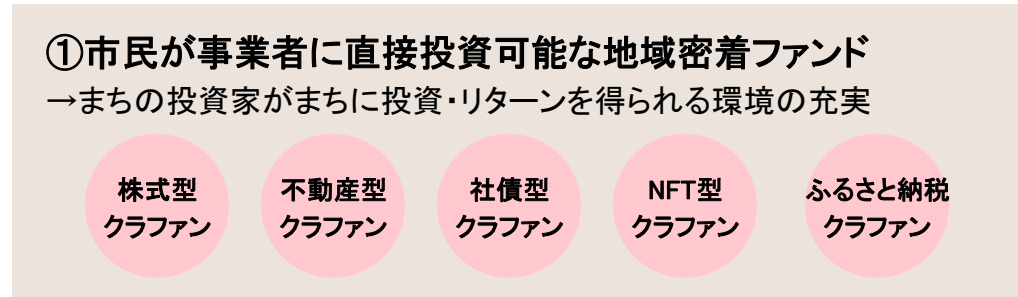 ①市民が事業者に直接投資可能な地域密着ファンド
→まちの投資家がまちに投資・リターンを得られる環境の充実
株式型
クラファン
不動産型
クラファン
社債型
クラファン
NFT型
クラファン
ふるさと納税
クラファン